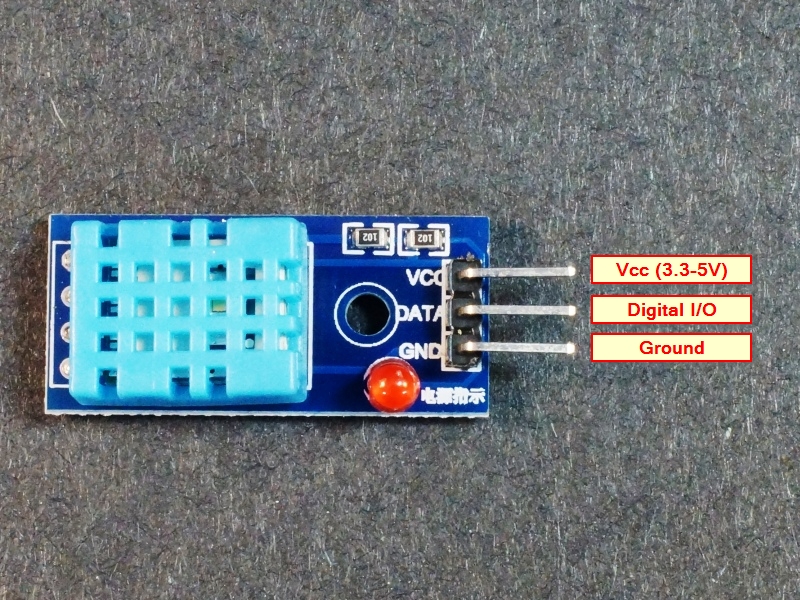 102
102
VCC
DATA
GND
电源指示
Vcc (3.3-5V)
Digital I/O
Ground